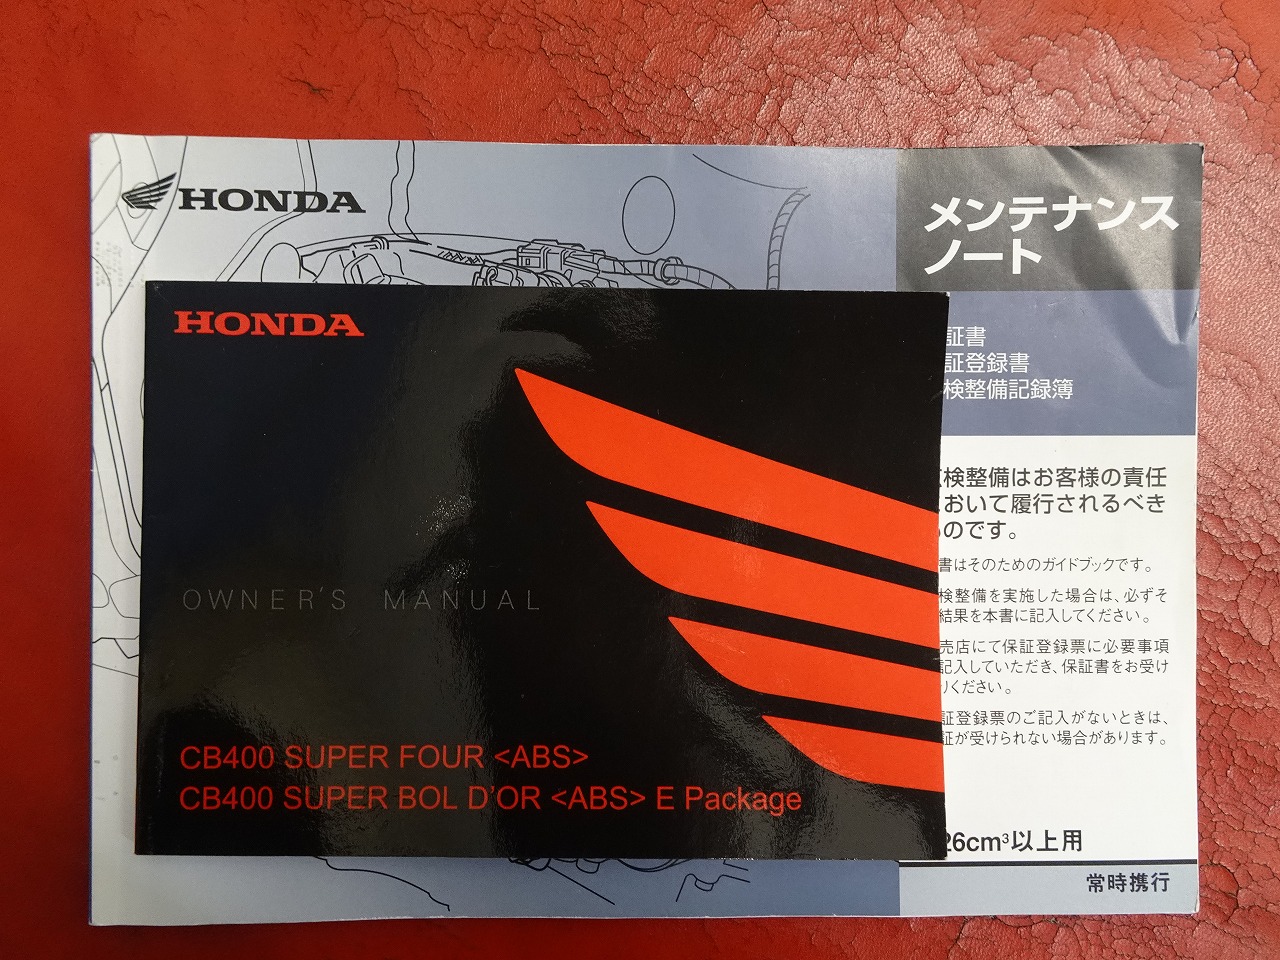 HONDA
メンテナンス
ノート
証書
証登録書
検整備記録簿
検整備はお客様の責任
おいて履行されるべき
のです。
書はそのためのガイドブックです。
検整備を実施した場合は、必ずそ
結果を本書に記入してください。
売店にて保証登録票に必要事項
記入していただき、保証書をお受け
りください。
証登録票のご記入がないときは、
証が受けられない場合があります。
26cm³以上用
常時携行
HONDA
OWNER'S MANUAL
CB400 SUPER FOUR <ABS>
CB400 SUPER BOL D'OR <ABS> E Package